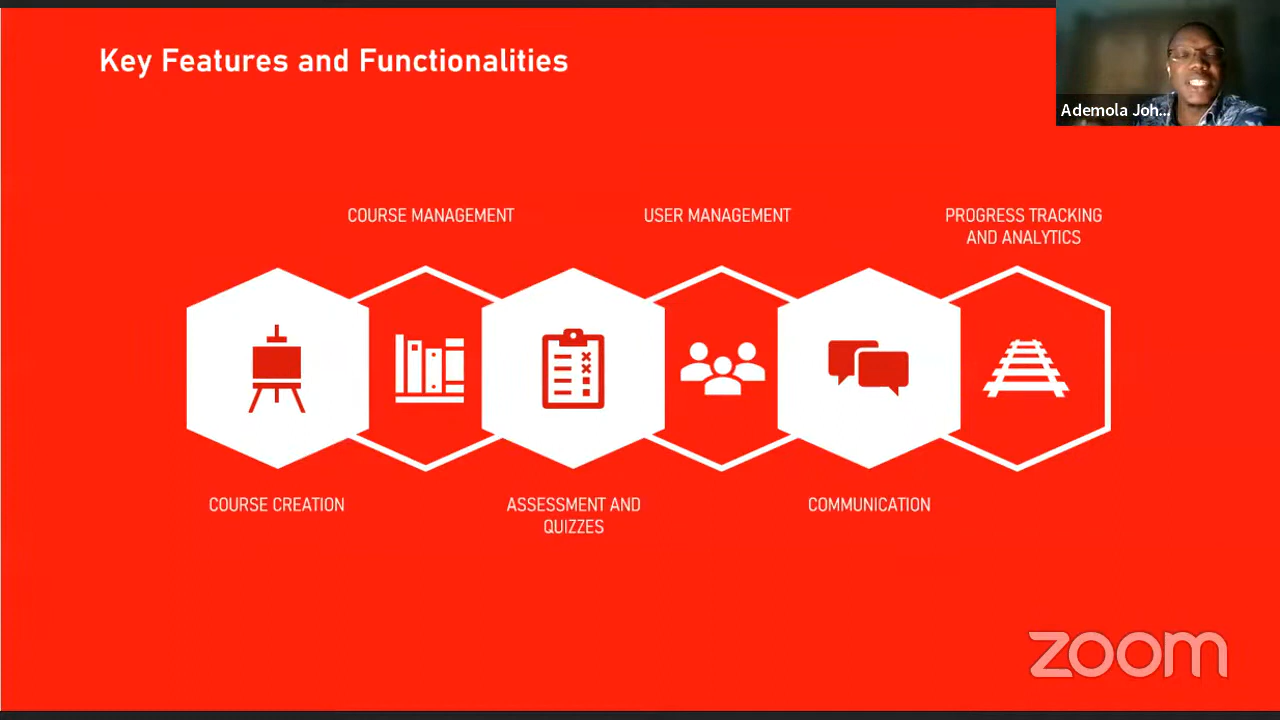 Key Features and Functionalities
Ademola Joh...
COURSE MANAGEMENT
USER MANAGEMENT
PROGRESS TRACKING
AND ANALYTICS
COURSE CREATION
ASSESSMENT AND
QUIZZES
COMMUNICATION
zoom